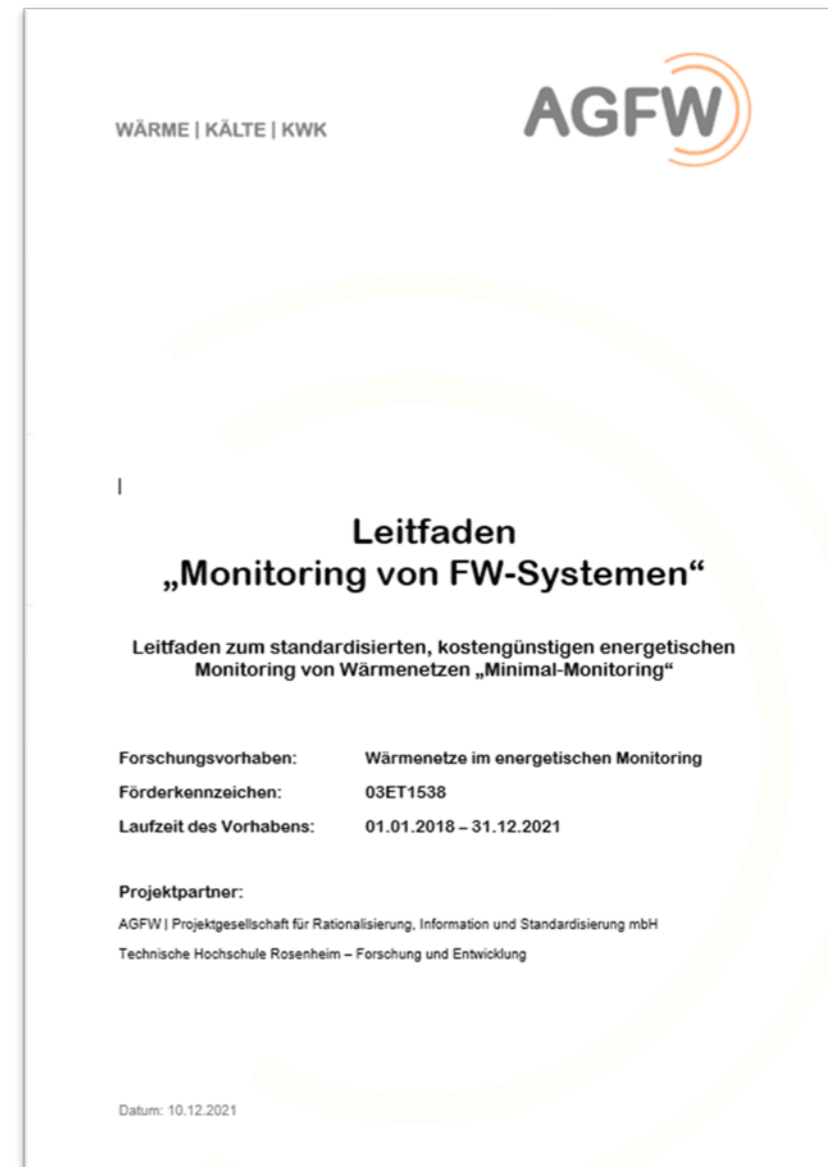 WÄRME | KÄLTE | KWK
AGFW
Leitfaden
„Monitoring von FW-Systemen“
Leitfaden zum standardisierten, kostengünstigen energetischen
Monitoring von Wärmenetzen „Minimal-Monitoring“
Forschungsvorhaben: Wärmenetze im energetischen Monitoring
Förderkennzeichen: 03ET1538
Laufzeit des Vorhabens: 01.01.2018 – 31.12.2021
Projektpartner:
AGFW | Projektgesellschaft für Rationalisierung, Information und Standardisierung mbH
Technische Hochschule Rosenheim – Forschung und Entwicklung
Datum: 10.12.2021